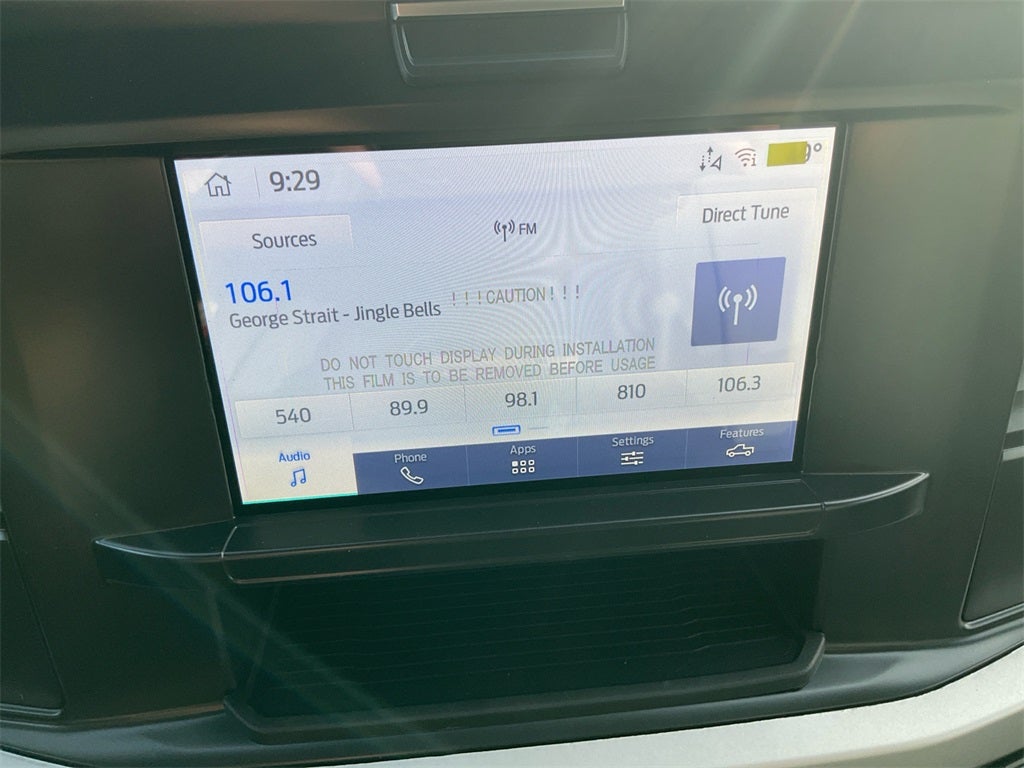 9:29
°
Sources
FM
Direct Tune
106.1
! ! ! CAUTION ! ! !
George Strait - Jingle Bells
DO NOT TOUCH DISPLAY DURING INSTALLATION
THIS FILM IS TO BE REMOVED BEFORE USAGE
540 89.9 98.1 810 106.3
Audio Phone Apps Settings Features